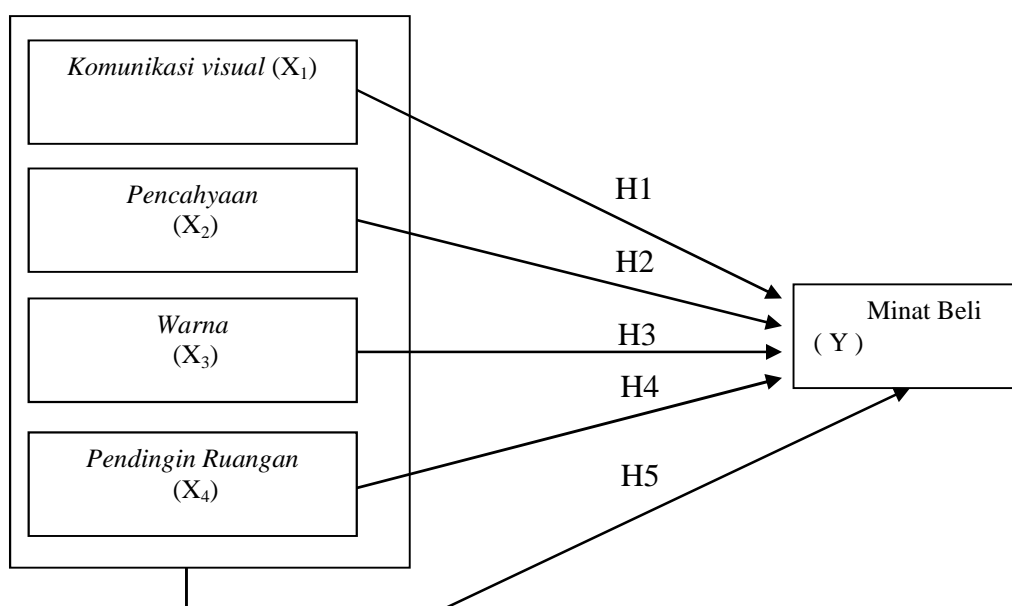 Komunikasi visual (X₁)
Pencahyaan
(X₂)
Warna
(X₃)
Pendingin Ruangan
(X₄)
H1
H2
H3
H4
H5
Minat Beli
( Y )